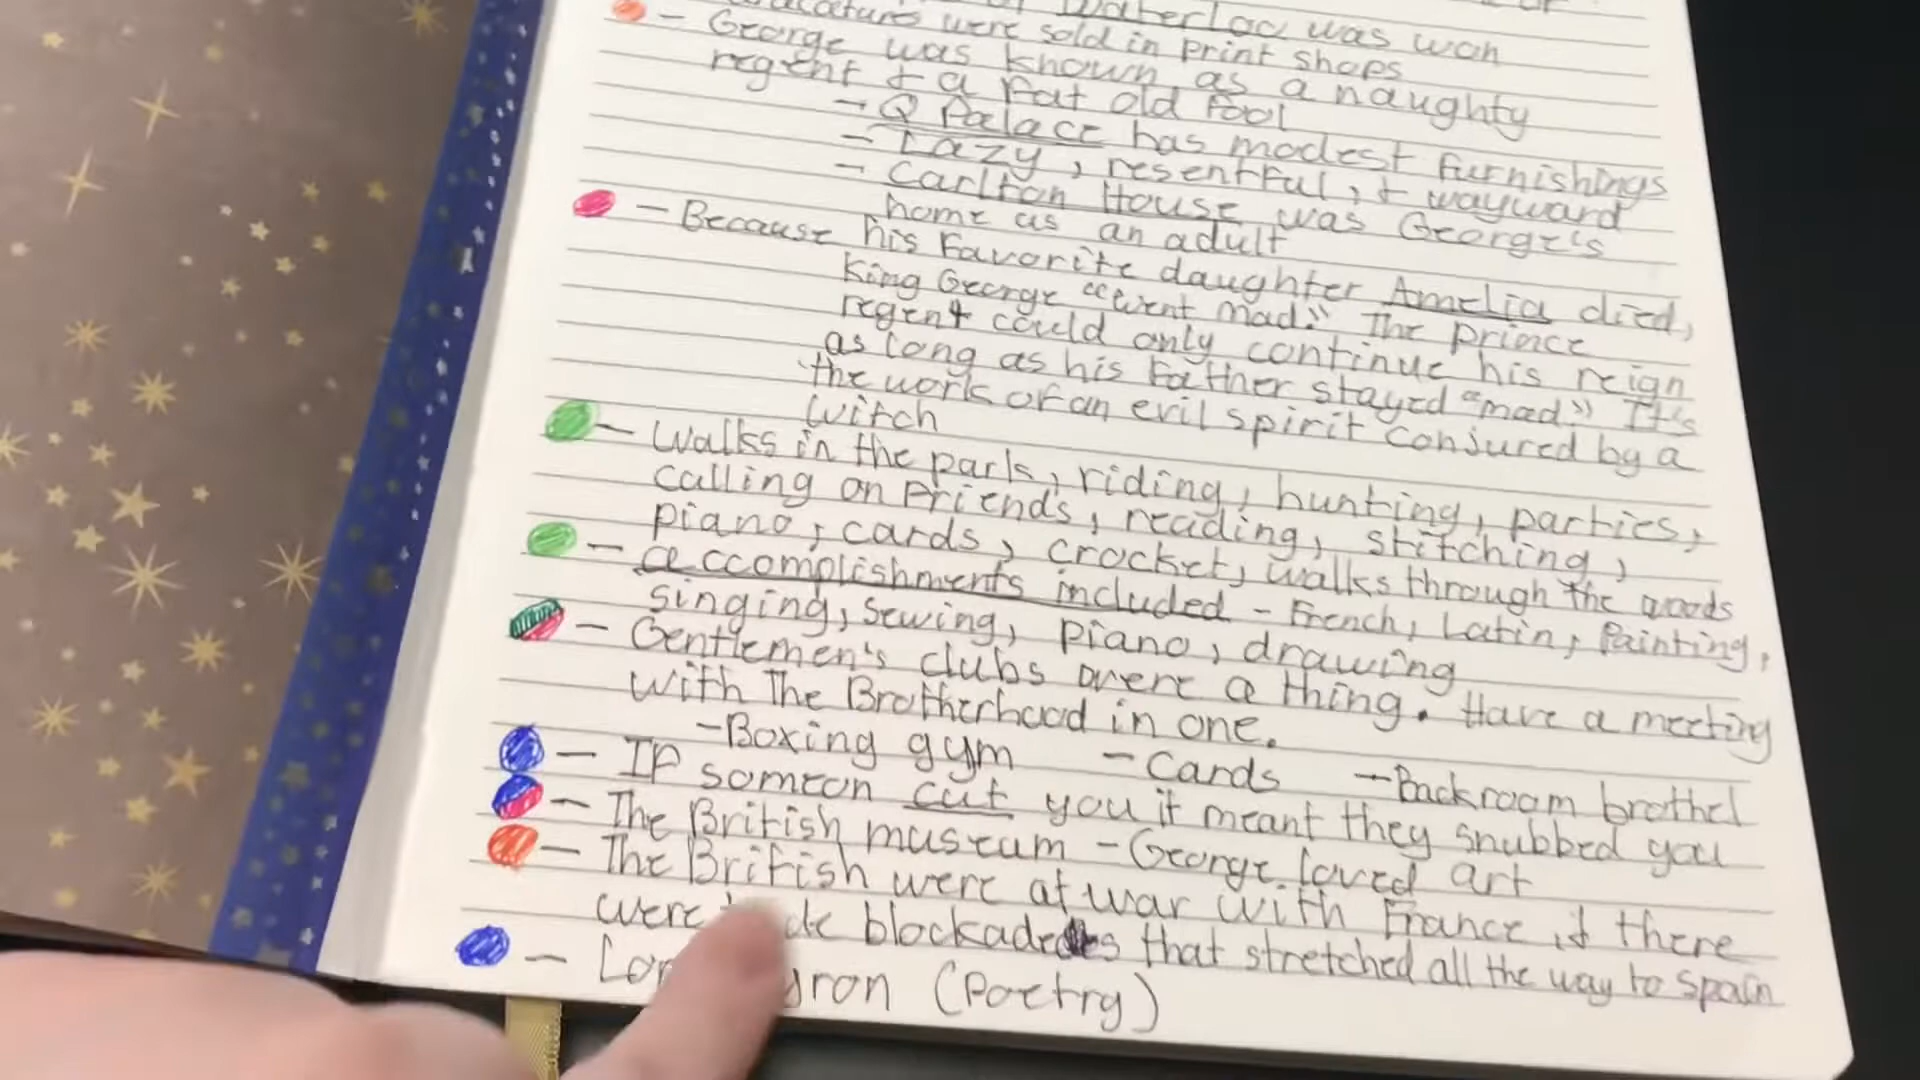 Waterloo was won
were sold in print shops
- George was known as a naughty
regent + a fat old fool
- Q Palace has modest furnishings
- Lazy, resentful, + wayward
- Carlton House was George's
home as an adult
- Because his favorite daughter Amelia died,
King George "went mad." The prince
regent could only continue his reign
as long as his father stayed "mad." It's
the work of an evil spirit conjured by a
witch
- Walks in the park, riding, hunting, parties,
calling on friends, reading, stitching,
piano, cards, crocket, walks through the woods
- accomplishments included - French, Latin, Painting,
singing, sewing, piano, drawing
- Gentlemen's clubs were a thing. Have a meeting
with the Brotherhood in one.
- Boxing gym - Cards - Backroom brothel
- If someon cut you it meant they snubbed you
- The British museum - George loved art
- The British were at war with France, + there
were blockades that stretched all the way to Spain
- (Poetry)